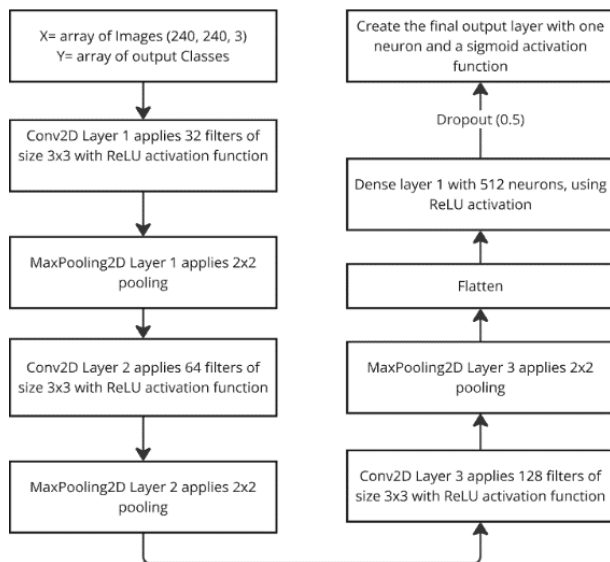 X= array of Images (240, 240, 3)
Y= array of output Classes
Conv2D Layer 1 applies 32 filters of
size 3x3 with ReLU activation function
MaxPooling2D Layer 1 applies 2x2
pooling
Conv2D Layer 2 applies 64 filters of
size 3x3 with ReLU activation function
MaxPooling2D Layer 2 applies 2x2
pooling
Conv2D Layer 3 applies 128 filters of
size 3x3 with ReLU activation function
MaxPooling2D Layer 3 applies 2x2
pooling
Flatten
Dense layer 1 with 512 neurons, using
ReLU activation
Dropout (0.5)
Create the final output layer with one
neuron and a sigmoid activation
function